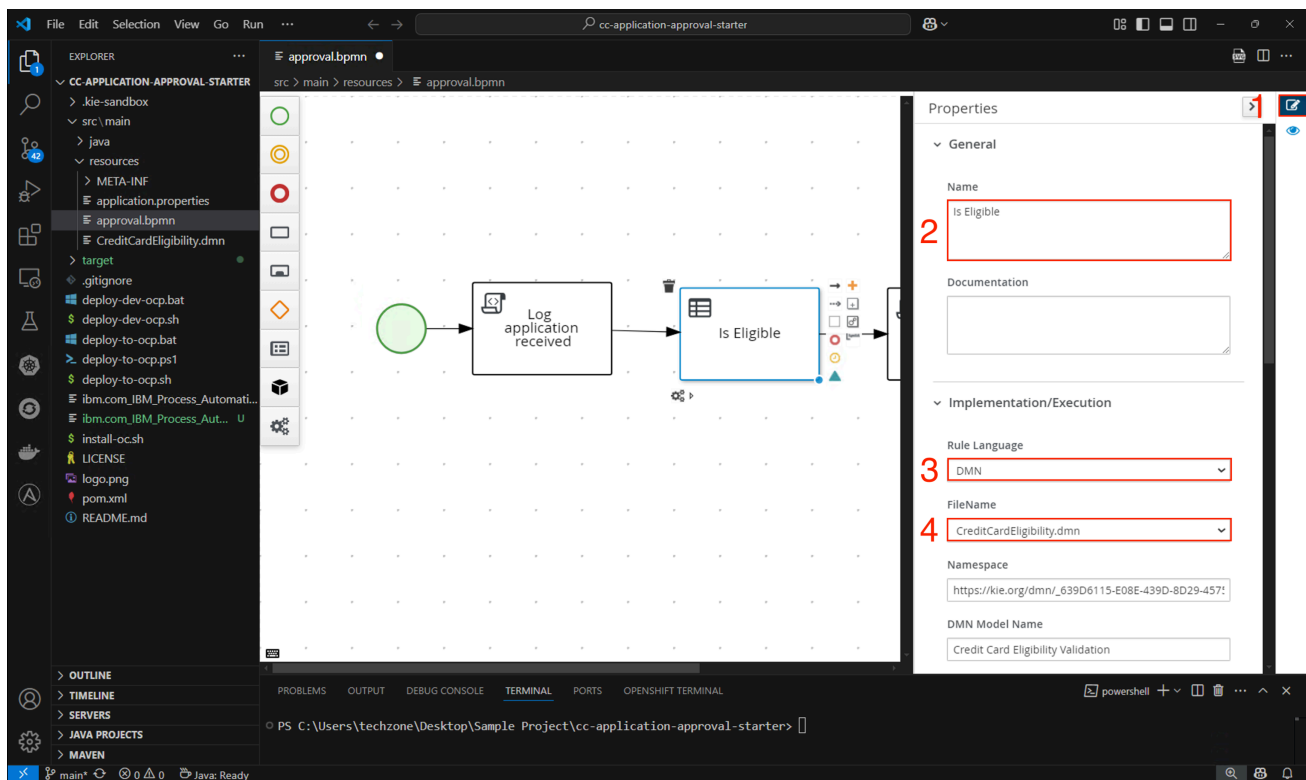 File Edit Selection View Go Run ··· cc-application-approval-starter
EXPLORER ···
CC-APPLICATION-APPROVAL-STARTER
.kie-sandbox
src\main
java
resources
META-INF
application.properties
approval.bpmn
CreditCardEligibility.dmn
target
.gitignore
deploy-dev-ocp.bat
deploy-dev-ocp.sh
deploy-to-ocp.bat
deploy-to-ocp.ps1
deploy-to-ocp.sh
ibm.com_IBM_Process_Automati...
ibm.com_IBM_Process_Aut... U
install-oc.sh
LICENSE
logo.png
pom.xml
README.md
OUTLINE
TIMELINE
SERVERS
JAVA PROJECTS
MAVEN
1
42
approval.bpmn
src > main > resources > approval.bpmn
Log
application
received
Is Eligible
Properties
1
General
Name
2
Is Eligible
Documentation
Implementation/Execution
Rule Language
3
DMN
FileName
4
CreditCardEligibility.dmn
Namespace
https://kie.org/dmn/_639D6115-E08E-439D-8D29-457
DMN Model Name
Credit Card Eligibility Validation
PROBLEMS OUTPUT DEBUG CONSOLE TERMINAL PORTS OPENSHIFT TERMINAL
powershell
PS C:\Users\techzone\Desktop\Sample Project\cc-application-approval-starter>
main* 0 0 Java: Ready